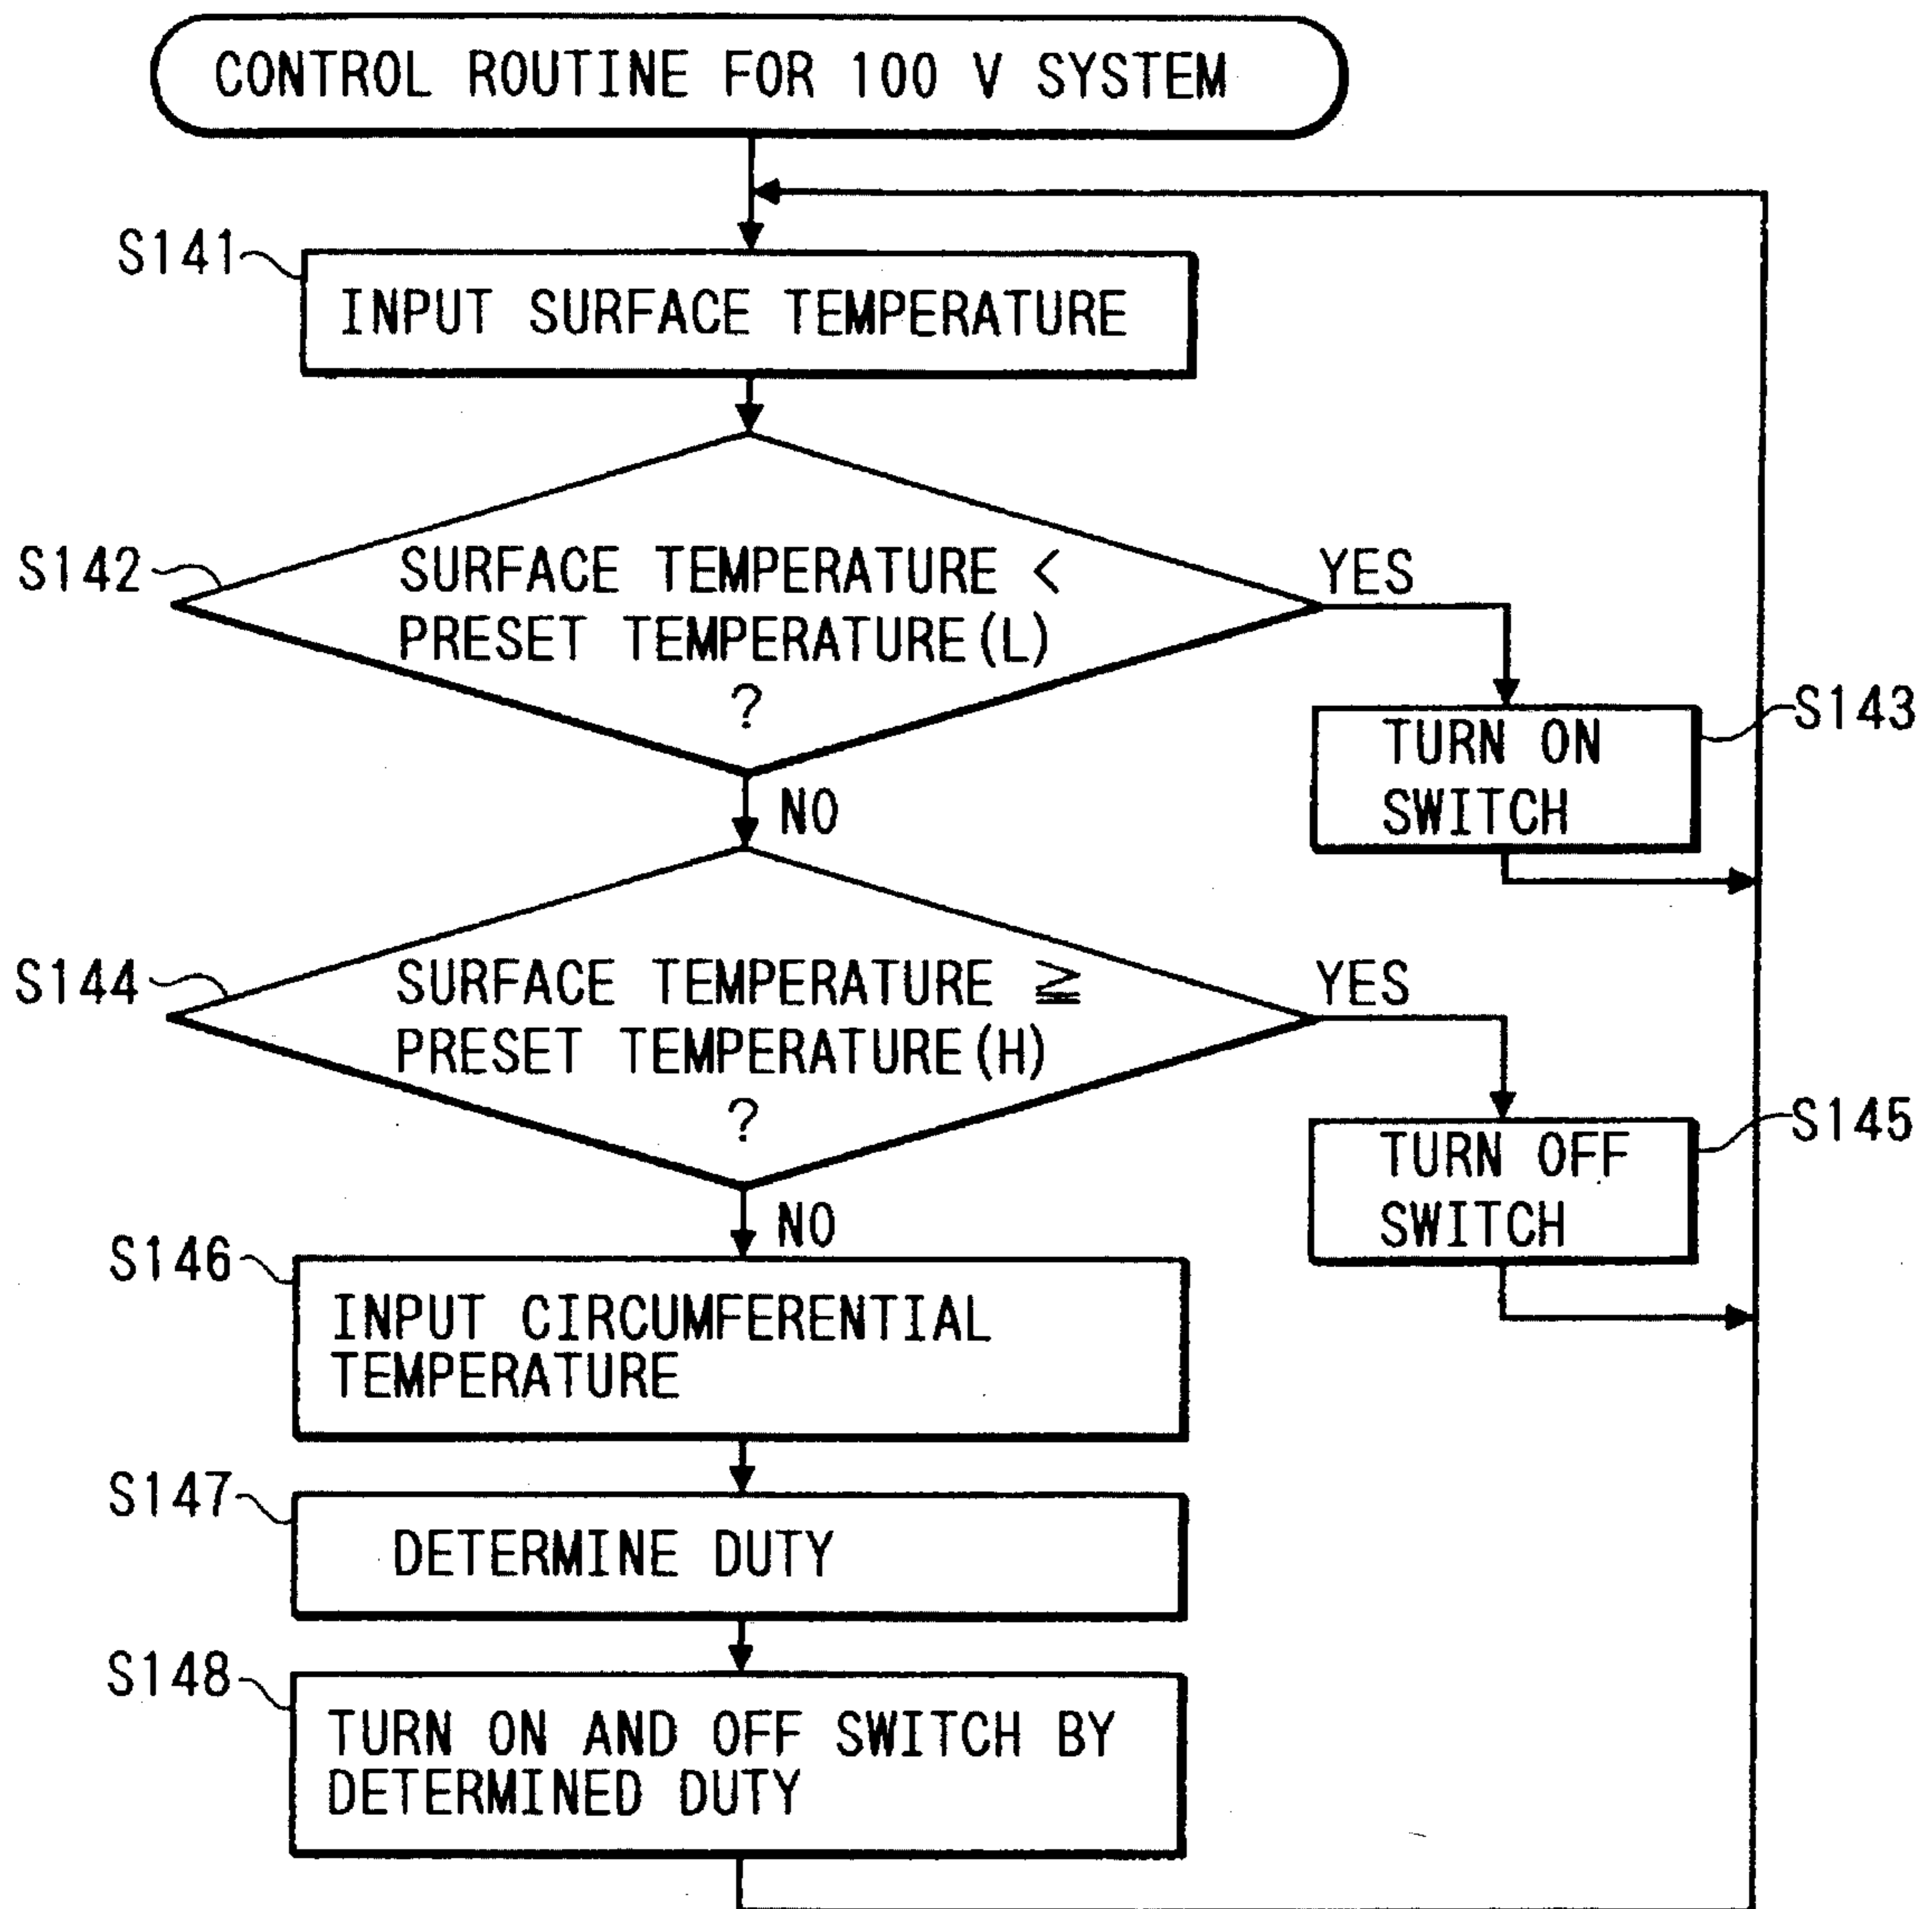 CONTROL ROUTINE FOR 100 V SYSTEM
S141
INPUT SURFACE TEMPERATURE
S142
SURFACE TEMPERATURE <
PRESET TEMPERATURE(L)
?
YES
S143
TURN ON
SWITCH
NO
S144
SURFACE TEMPERATURE ≧
PRESET TEMPERATURE(H)
?
YES
S145
TURN OFF
SWITCH
NO
S146
INPUT CIRCUMFERENTIAL
TEMPERATURE
S147
DETERMINE DUTY
S148
TURN ON AND OFF SWITCH BY
DETERMINED DUTY